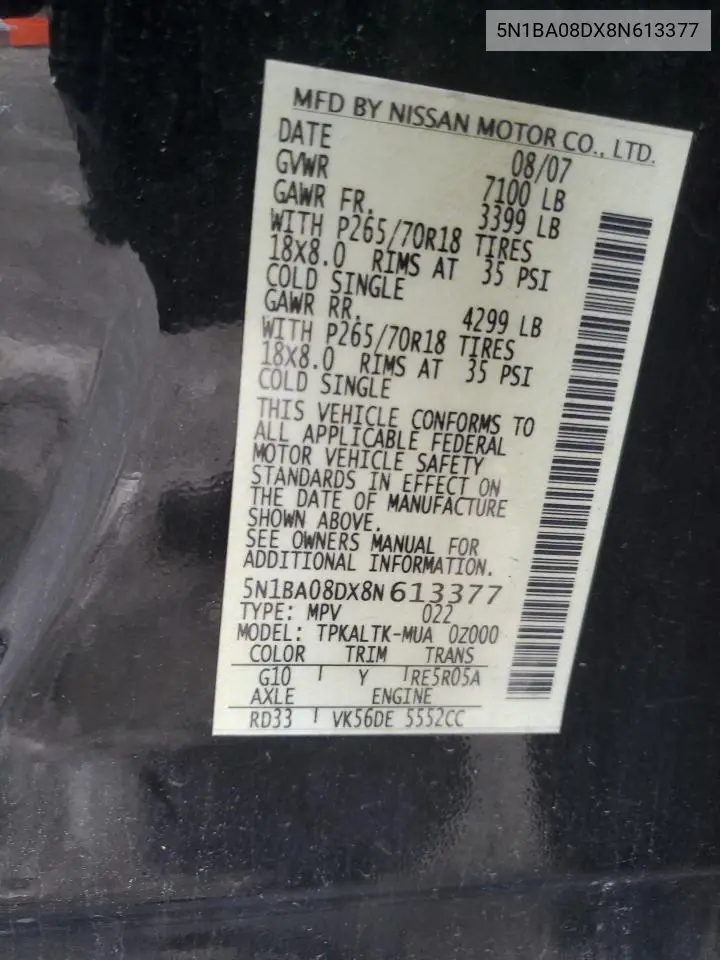 5N1BA08DX8N613377
MFD BY NISSAN MOTOR CO., LTD.
DATE 08/07
GVWR 7100 LB
GAWR FR. 3399 LB
WITH P265/70R18 TIRES
18X8.0 RIMS AT 35 PSI
COLD SINGLE
GAWR RR. 4299 LB
WITH P265/70R18 TIRES
18X8.0 RIMS AT 35 PSI
COLD SINGLE
THIS VEHICLE CONFORMS TO
ALL APPLICABLE FEDERAL
MOTOR VEHICLE SAFETY
STANDARDS IN EFFECT ON
THE DATE OF MANUFACTURE
SHOWN ABOVE.
SEE OWNERS MANUAL FOR
ADDITIONAL INFORMATION.
5N1BA08DX8N613377
TYPE: MPV 022
MODEL: TPKALTK-MUA 0Z000
COLOR TRIM TRANS
G10 Y RE5R05A
AXLE ENGINE
RD33 VK56DE 5552CC